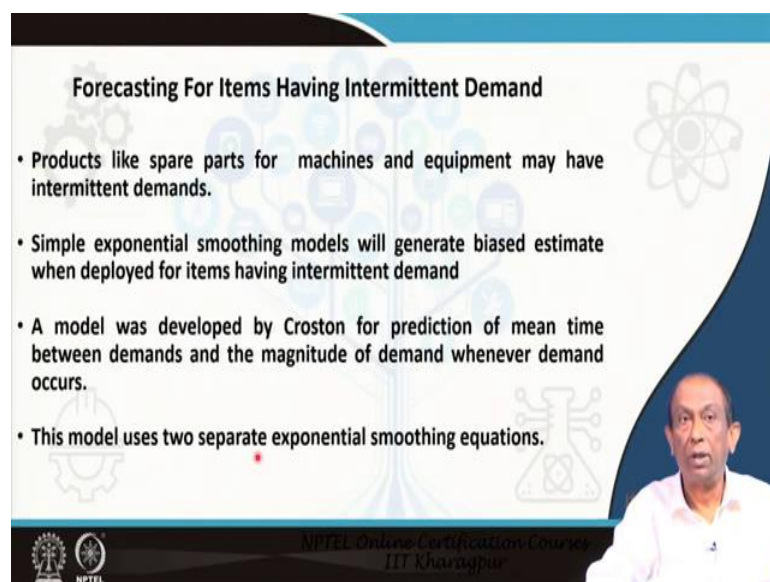 Forecasting For Items Having Intermittent Demand
• Products like spare parts for machines and equipment may have
intermittent demands.
• Simple exponential smoothing models will generate biased estimate
when deployed for items having intermittent demand
• A model was developed by Croston for prediction of mean time
between demands and the magnitude of demand whenever demand
occurs.
• This model uses two separate exponential smoothing equations.
NPTEL Online Certification Courses
IIT Kharagpur
NPTEL